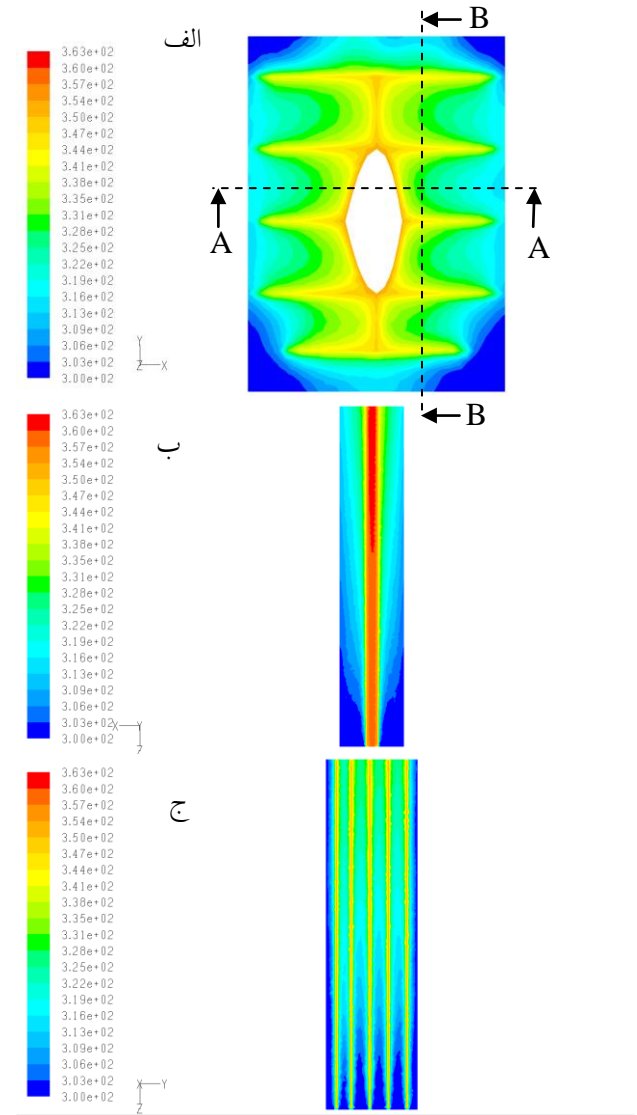 الف
3.63e+02
3.60e+02
3.57e+02
3.54e+02
3.50e+02
3.47e+02
3.44e+02
3.41e+02
3.38e+02
3.35e+02
3.31e+02
3.28e+02
3.25e+02
3.22e+02
3.19e+02
3.16e+02
3.13e+02
3.09e+02
3.06e+02
3.03e+02
3.00e+02
Y
Z
X
B
A
A
B
ب
3.63e+02
3.60e+02
3.57e+02
3.54e+02
3.50e+02
3.47e+02
3.44e+02
3.41e+02
3.38e+02
3.35e+02
3.31e+02
3.28e+02
3.25e+02
3.22e+02
3.19e+02
3.16e+02
3.13e+02
3.09e+02
3.06e+02
3.03e+02
3.00e+02
X
Y
Z
ج
3.63e+02
3.60e+02
3.57e+02
3.54e+02
3.50e+02
3.47e+02
3.44e+02
3.41e+02
3.38e+02
3.35e+02
3.31e+02
3.28e+02
3.25e+02
3.22e+02
3.19e+02
3.16e+02
3.13e+02
3.09e+02
3.06e+02
3.03e+02
3.00e+02
X
Y
Z